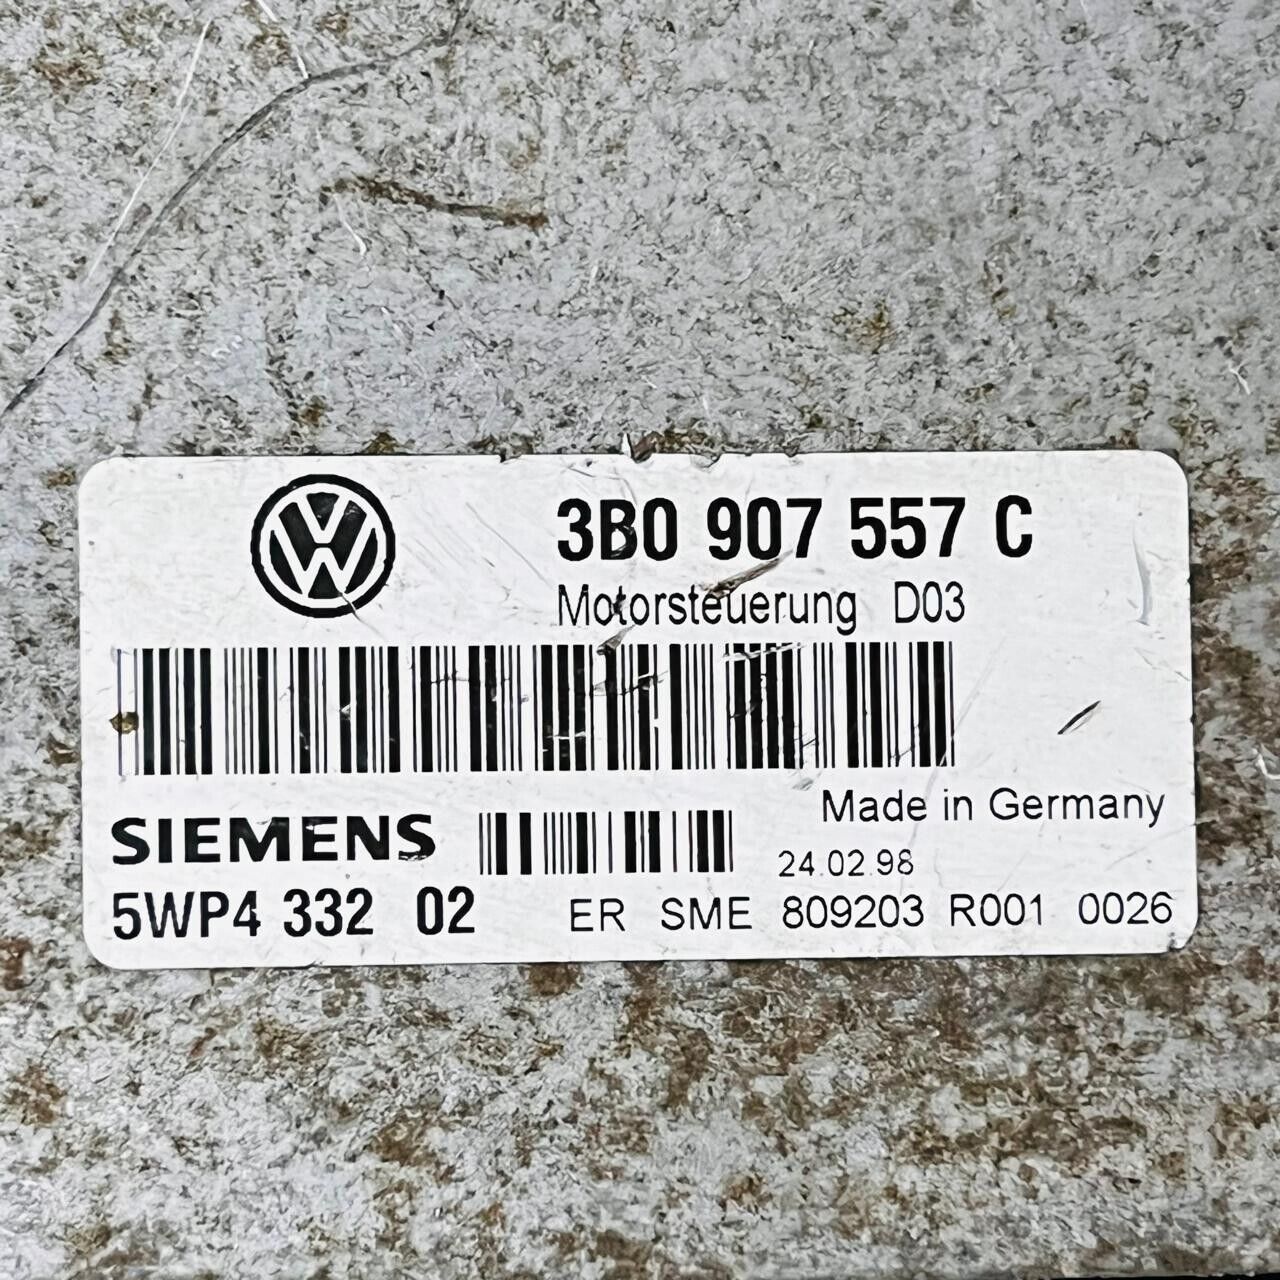 3B0 907 557 C
Motorsteuerung D03
Made in Germany
SIEMENS
24.02.98
5WP4 332 02 ER SME 809203 R001 0026